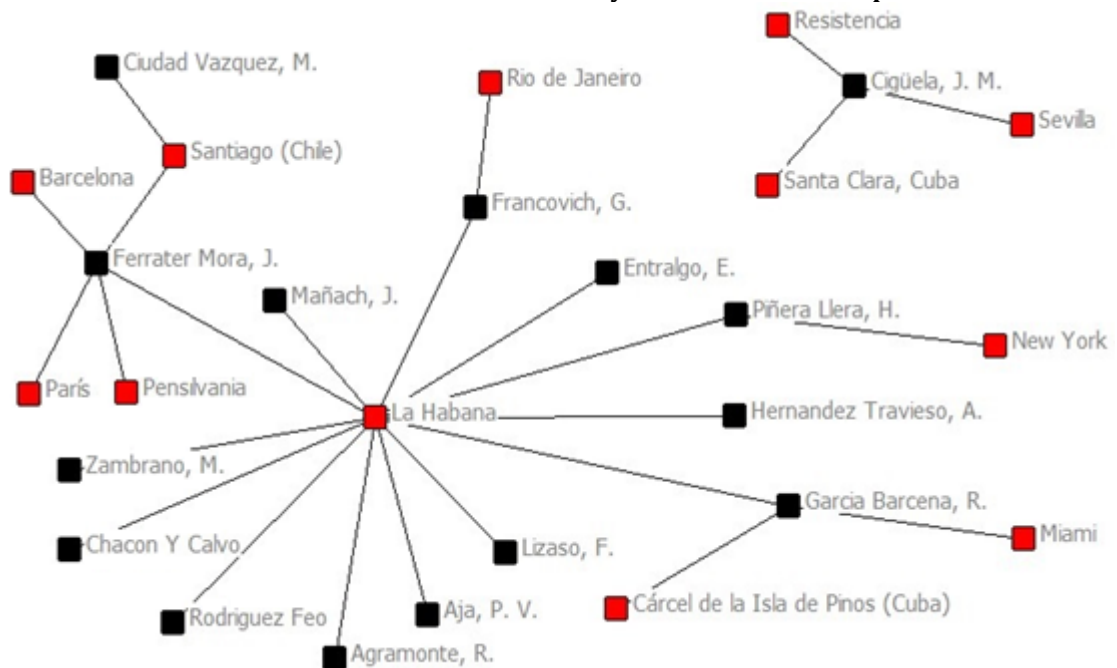 Resistencia
Ciudad Vazquez, M.
Rio de Janeiro
Cigüela, J. M.
Sevilla
Santiago (Chile)
Barcelona
Santa Clara, Cuba
Francovich, G.
Ferrater Mora, J.
Entralgo, E.
Mañach, J.
Piñera Llera, H.
New York
París
Pensilvania
La Habana
Hernandez Travieso, A.
Zambrano, M.
Garcia Barcena, R.
Miami
Chacon Y Calvo
Lizaso, F.
Cárcel de la Isla de Pinos (Cuba)
Rodriguez Feo
Aja, P. V.
Agramonte, R.